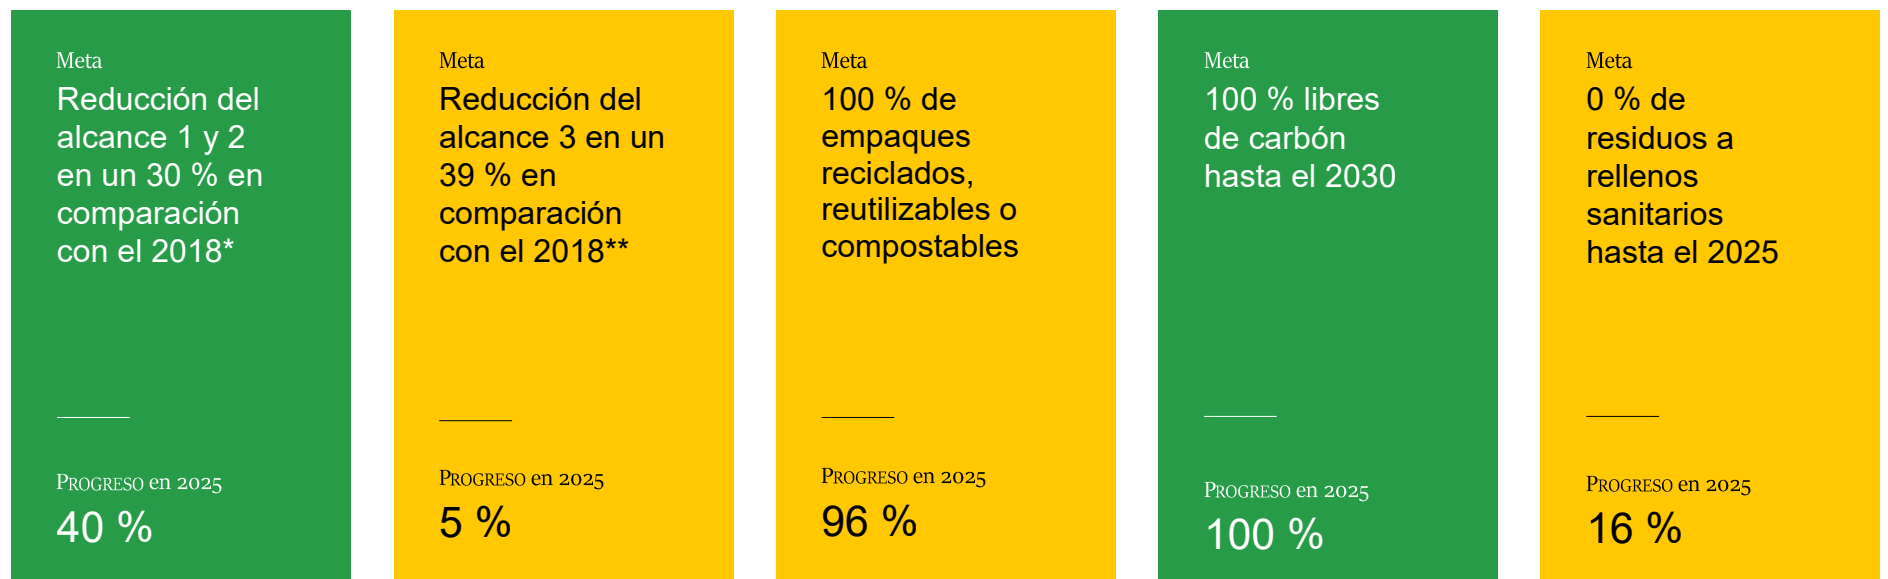 Meta
Reducción del
alcance 1 y 2
en un 30 % en
comparación
con el 2018*
Progreso en 2025
40 %
Meta
Reducción del
alcance 3 en un
39 % en
comparación
con el 2018**
Progreso en 2025
5 %
Meta
100 % de
empaques
reciclados,
reutilizables o
compostables
Progreso en 2025
96 %
Meta
100 % libres
de carbón
hasta el 2030
Progreso en 2025
100 %
Meta
0 % de
residuos a
rellenos
sanitarios
hasta el 2025
Progreso en 2025
16 %